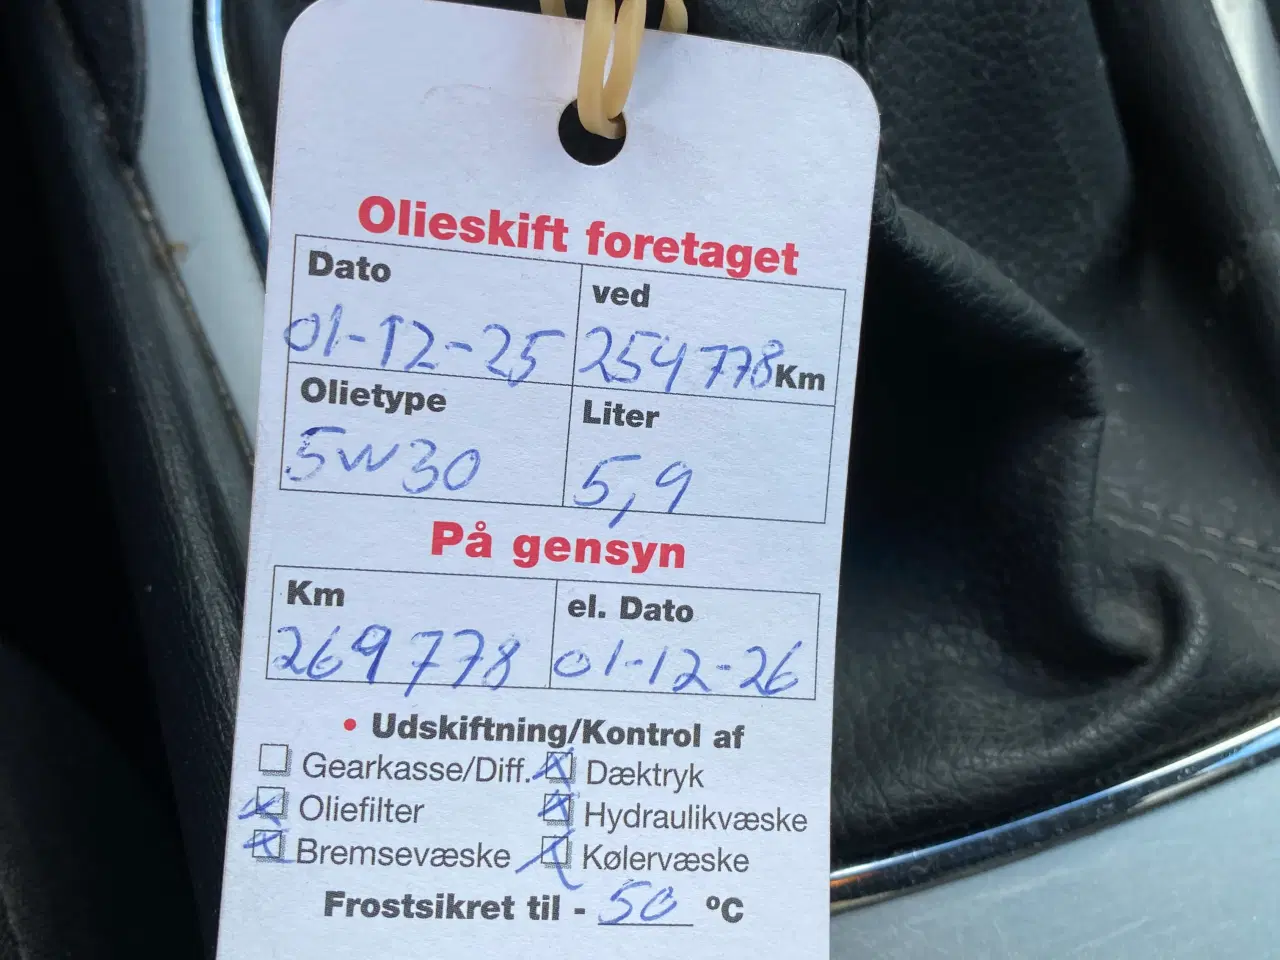 Olieskift foretaget
Dato ved
01-12-25 254778 Km
Olietype Liter
5W30 5,9
På gensyn
Km el. Dato
269778 01-12-26
• Udskiftning/Kontrol af
Gearkasse/Diff. Dæktryk
Oliefilter Hydraulikvæske
Bremsevæske Kølervæske
Frostsikret til - 50 °C